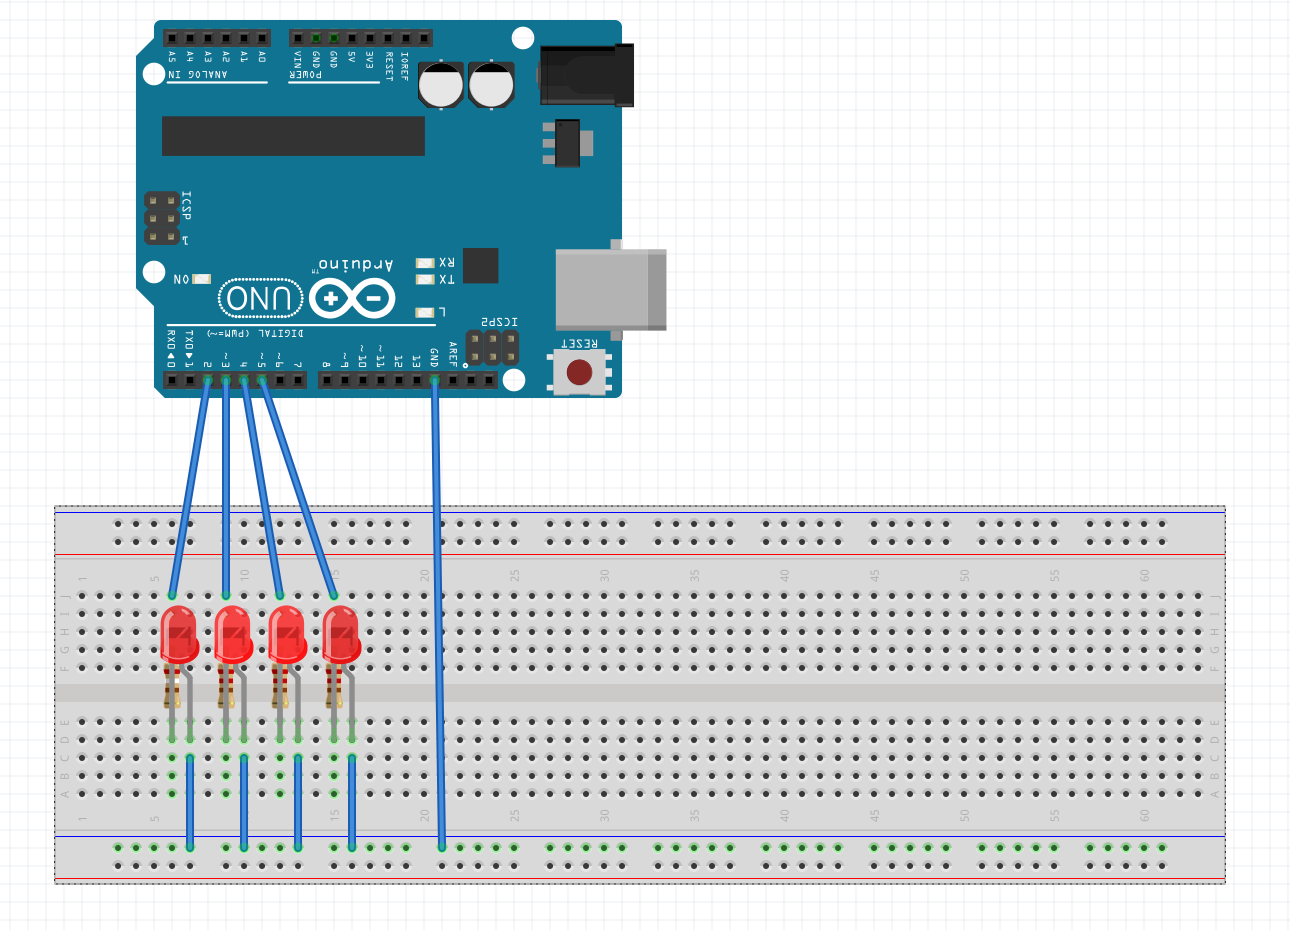 A5 A4 A3 A2 A1 A0
VIN GND GND 5V 3V3 RESET IOREF
ANALOG IN
POWER
ICSP
1
Arduino™
RX
TX
ON
UNO
L
ICSP2
DIGITAL (PWM=~)
RESET
RX0◀0 TX0▶1 2 ~3 4 ~5 ~6 7 8 ~9 ~10 ~11 12 13 GND AREF
1 5 10 15 20 25 30 35 40 45 50 55 60
J J
I I
H H
G G
F F
E E
D D
C C
B B
A A
1 5 15 20 25 30 35 40 45 50 55 60